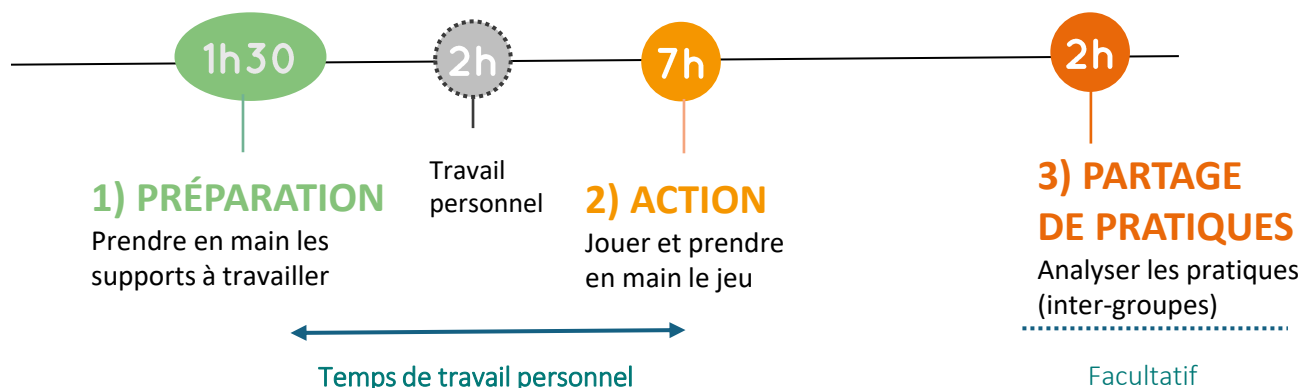 1h30
2h
7h
2h
1) PRÉPARATION
Prendre en main les
supports à travailler
Travail
personnel
2) ACTION
Jouer et prendre
en main le jeu
3) PARTAGE
DE PRATIQUES
Analyser les pratiques
(inter-groupes)
Temps de travail personnel
Facultatif